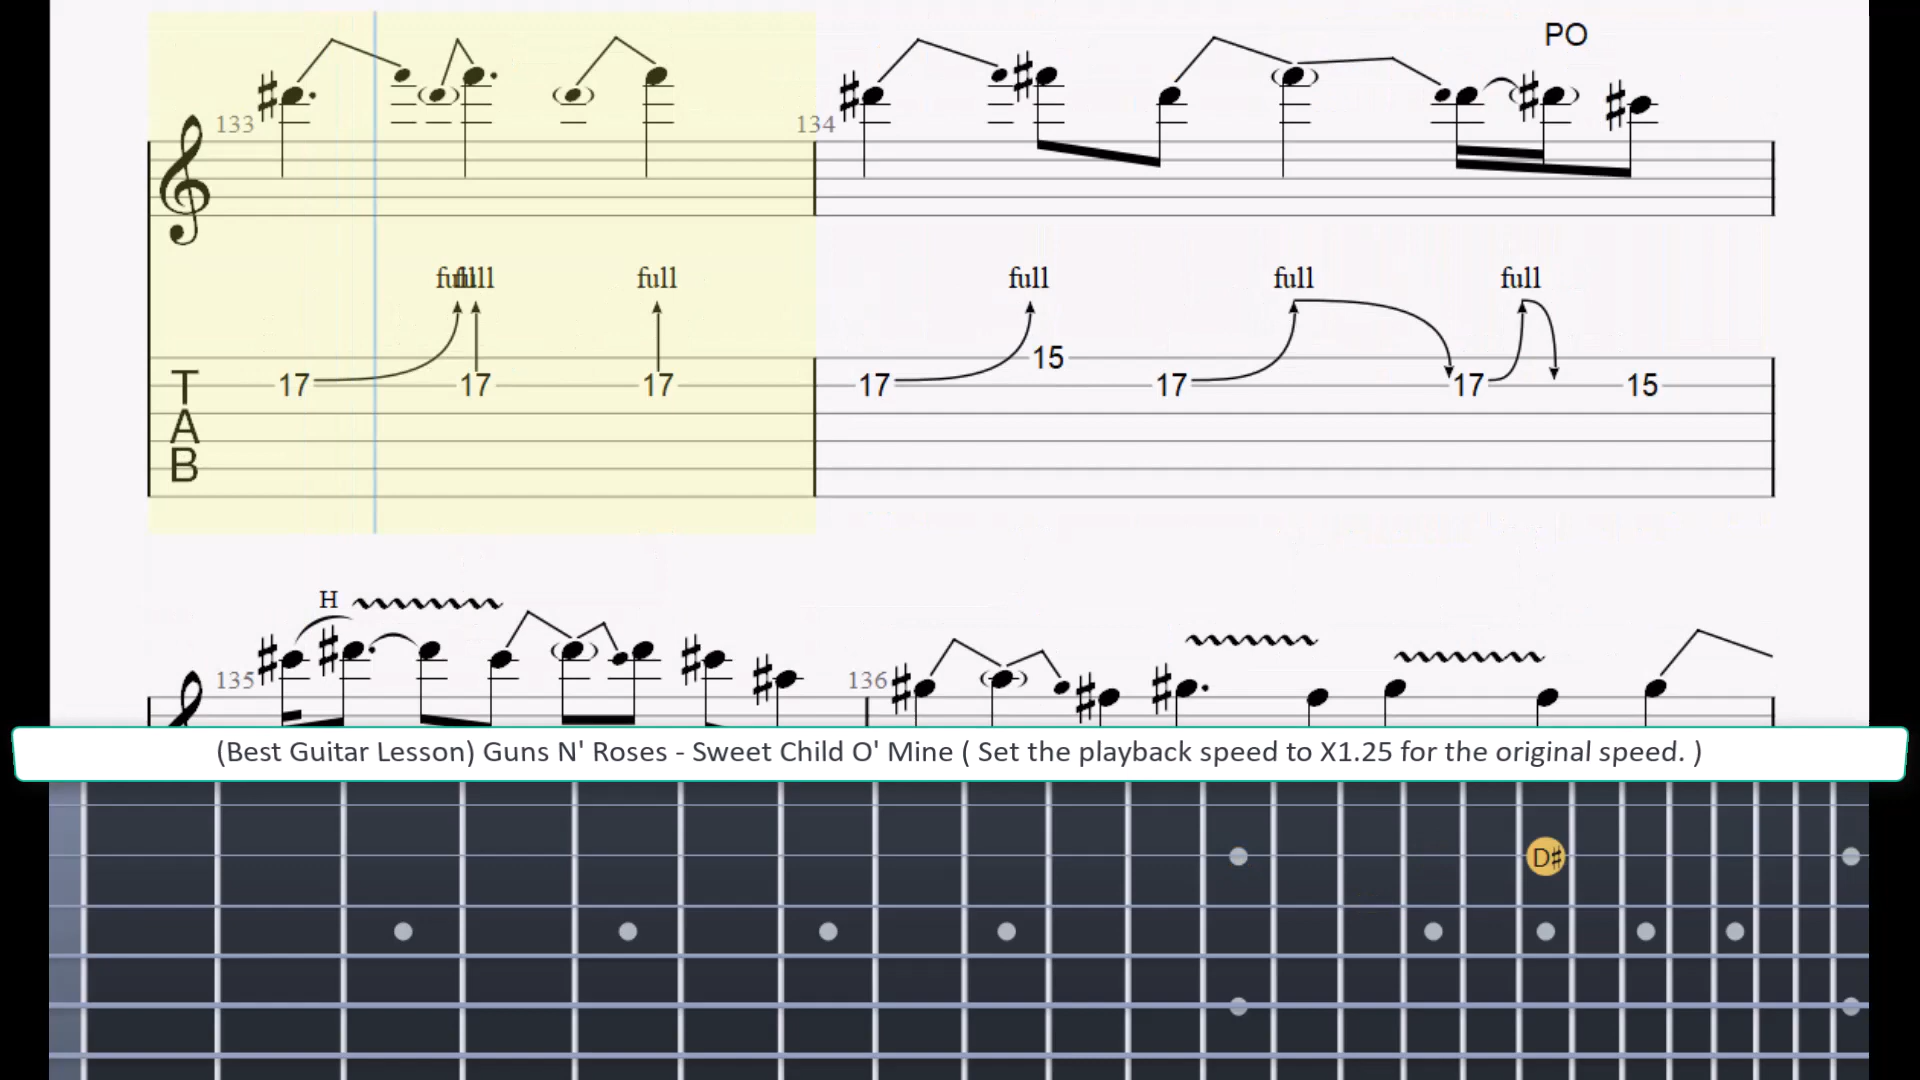 PO
133
134
full
full
full
full
full
full
T
A
B
17
17
17
17
15
17
17
15
H
135
136
(Best Guitar Lesson) Guns N' Roses - Sweet Child O' Mine ( Set the playback speed to X1.25 for the original speed. )
D♯